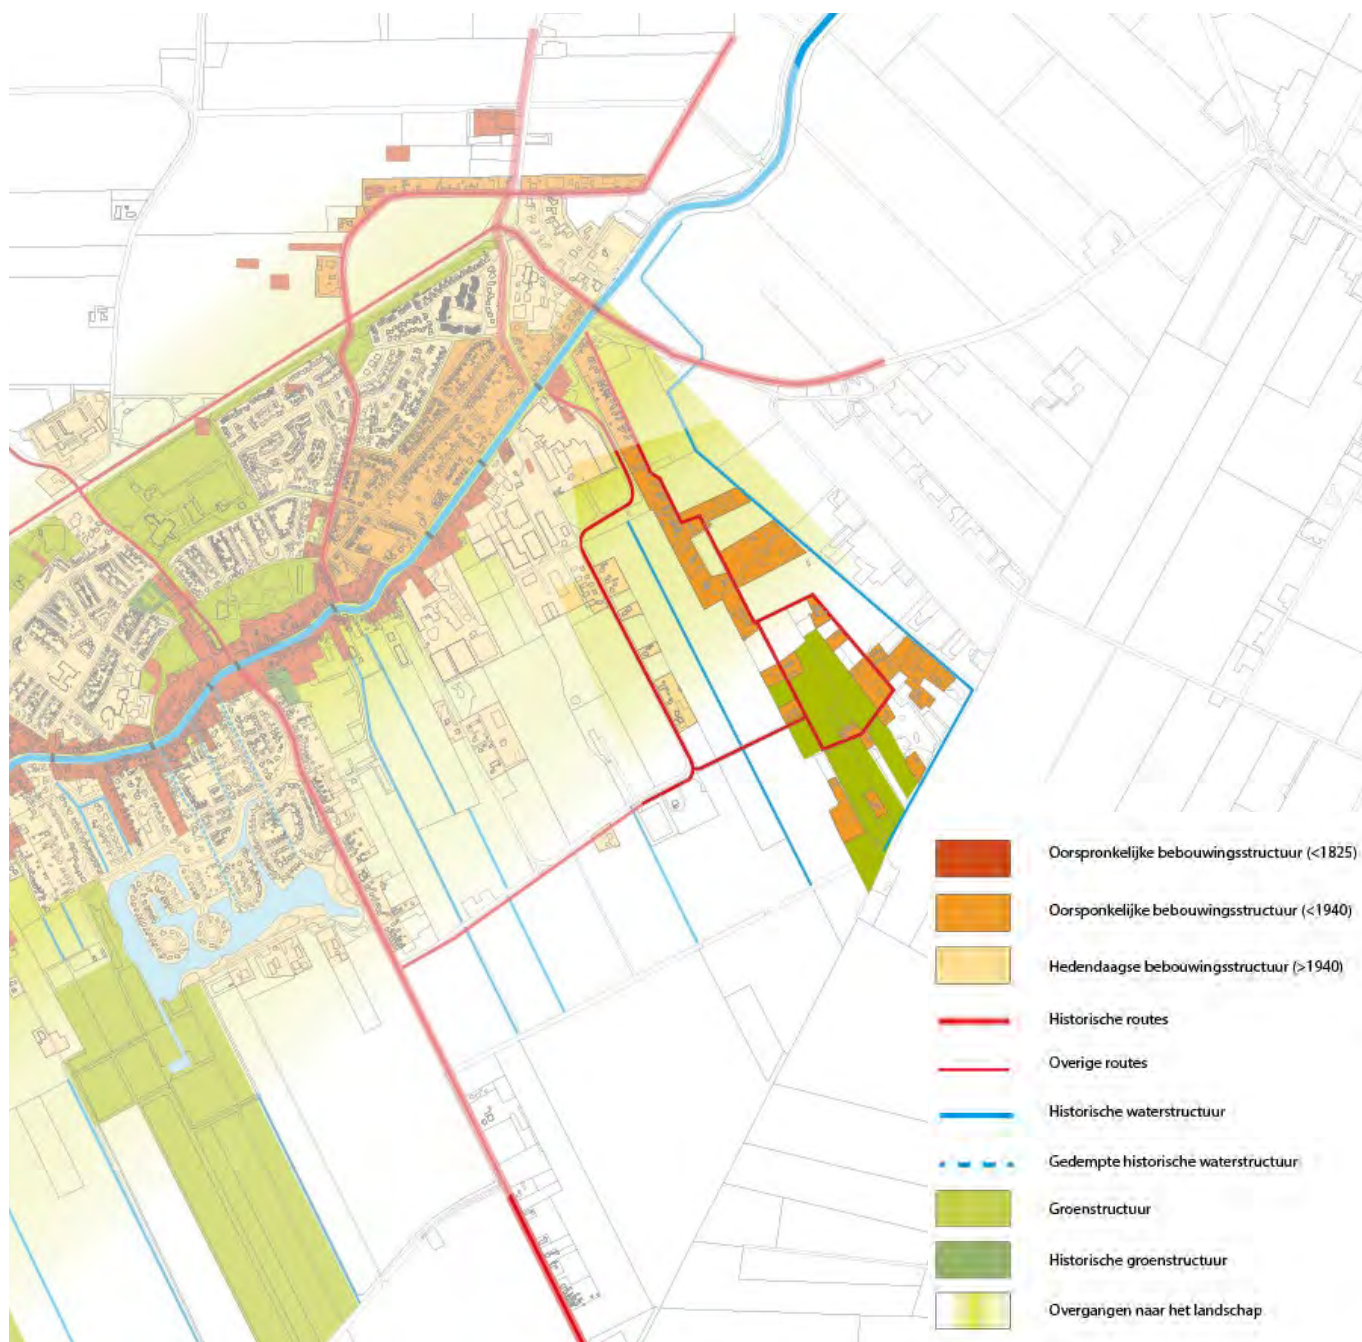 Oorspronkelijke bebouwingsstructuur (<1825)
Oorsponkelijke bebouwingsstructuur (<1940)
Hedendaagse bebouwingsstructuur (>1940)
Historische routes
Overige routes
Historische waterstructuur
Gedempte historische waterstructuur
Groenstructuur
Historische groenstructuur
Overgangen naar het landschap